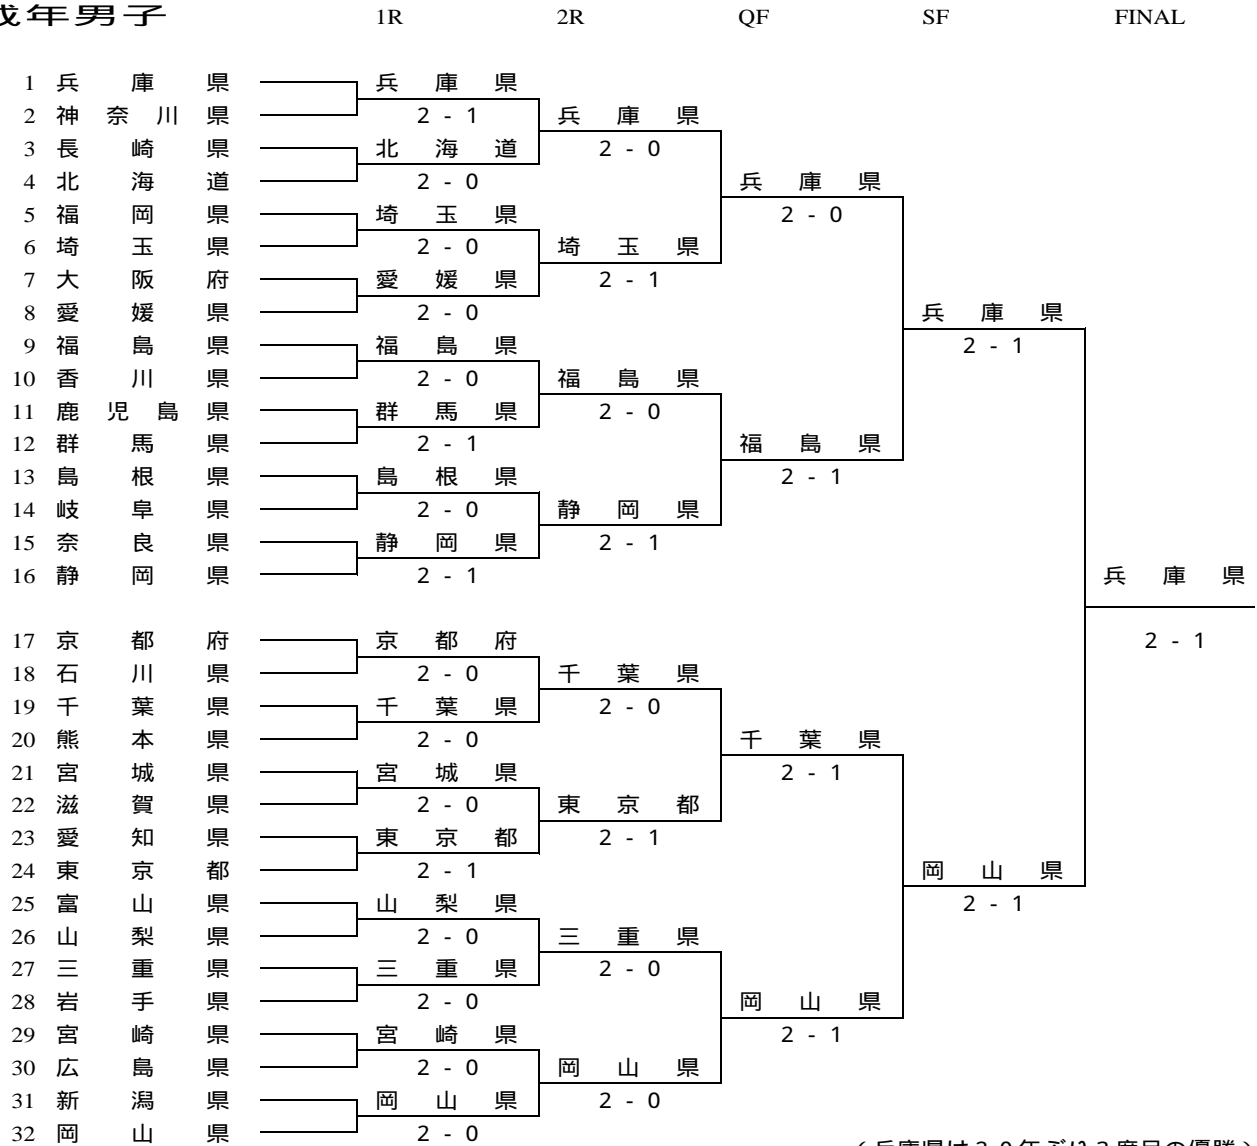 成年男子 1R 2R QF SF FINAL
1 兵庫県 兵庫県
2 神奈川県 2 - 1 兵庫県
3 長崎県 北海道 2 - 0
4 北海道 2 - 0 兵庫県
5 福岡県 埼玉県 2 - 0
6 埼玉県 2 - 0 埼玉県
7 大阪府 愛媛県 2 - 1
8 愛媛県 2 - 0 兵庫県
9 福島県 福島県 2 - 1
10 香川県 2 - 0 福島県
11 鹿児島県 群馬県 2 - 0
12 群馬県 2 - 1 福島県
13 島根県 島根県 2 - 1
14 岐阜県 2 - 0 静岡県
15 奈良県 静岡県 2 - 1
16 静岡県 2 - 1 兵庫県
17 京都府 京都府 2 - 1
18 石川県 2 - 0 千葉県
19 千葉県 千葉県 2 - 0
20 熊本県 2 - 0 千葉県
21 宮城県 宮城県 2 - 1
22 滋賀県 2 - 0 東京都
23 愛知県 東京都 2 - 1
24 東京都 2 - 1 岡山県
25 富山県 山梨県 2 - 1
26 山梨県 2 - 0 三重県
27 三重県 三重県 2 - 0
28 岩手県 2 - 0 岡山県
29 宮崎県 宮崎県 2 - 1
30 広島県 2 - 0 岡山県
31 新潟県 岡山県 2 - 0
32 岡山県 2 - 0